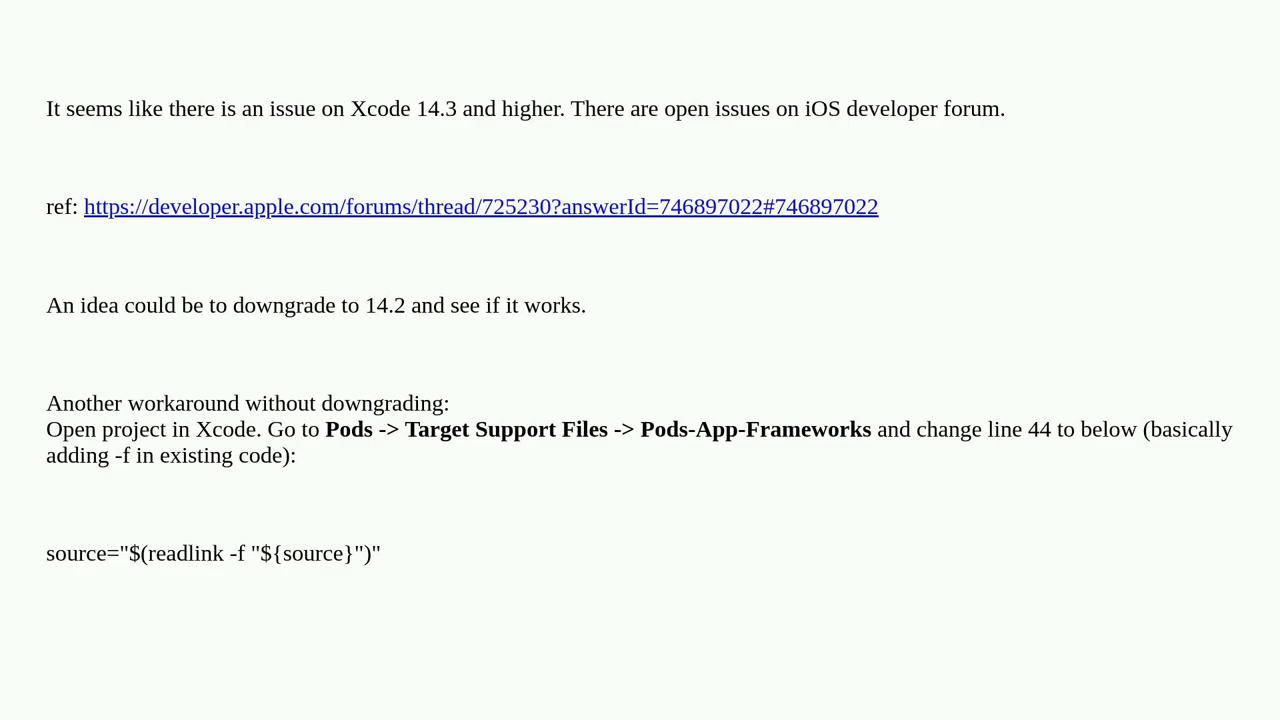 It seems like there is an issue on Xcode 14.3 and higher. There are open issues on iOS developer forum.
ref: https://developer.apple.com/forums/thread/725230?answerId=746897022#746897022
An idea could be to downgrade to 14.2 and see if it works.
Another workaround without downgrading:
Open project in Xcode. Go to Pods -> Target Support Files -> Pods-App-Frameworks and change line 44 to below (basically
adding -f in existing code):
source="$(readlink -f "${source}")"